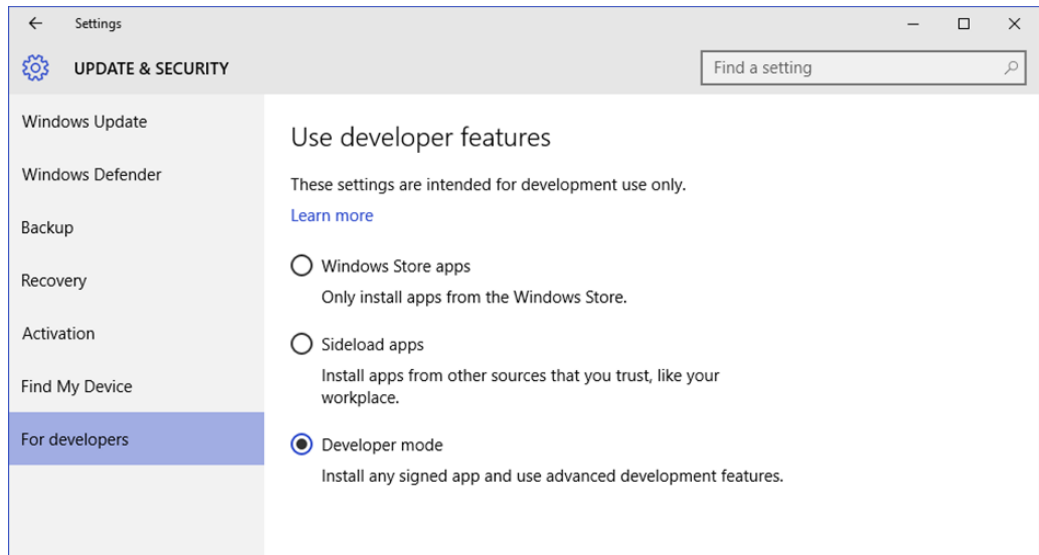 Settings
UPDATE & SECURITY
Find a setting
Windows Update
Windows Defender
Backup
Recovery
Activation
Find My Device
For developers
Use developer features
These settings are intended for development use only.
Learn more
Windows Store apps
Only install apps from the Windows Store.
Sideload apps
Install apps from other sources that you trust, like your
workplace.
Developer mode
Install any signed app and use advanced development features.